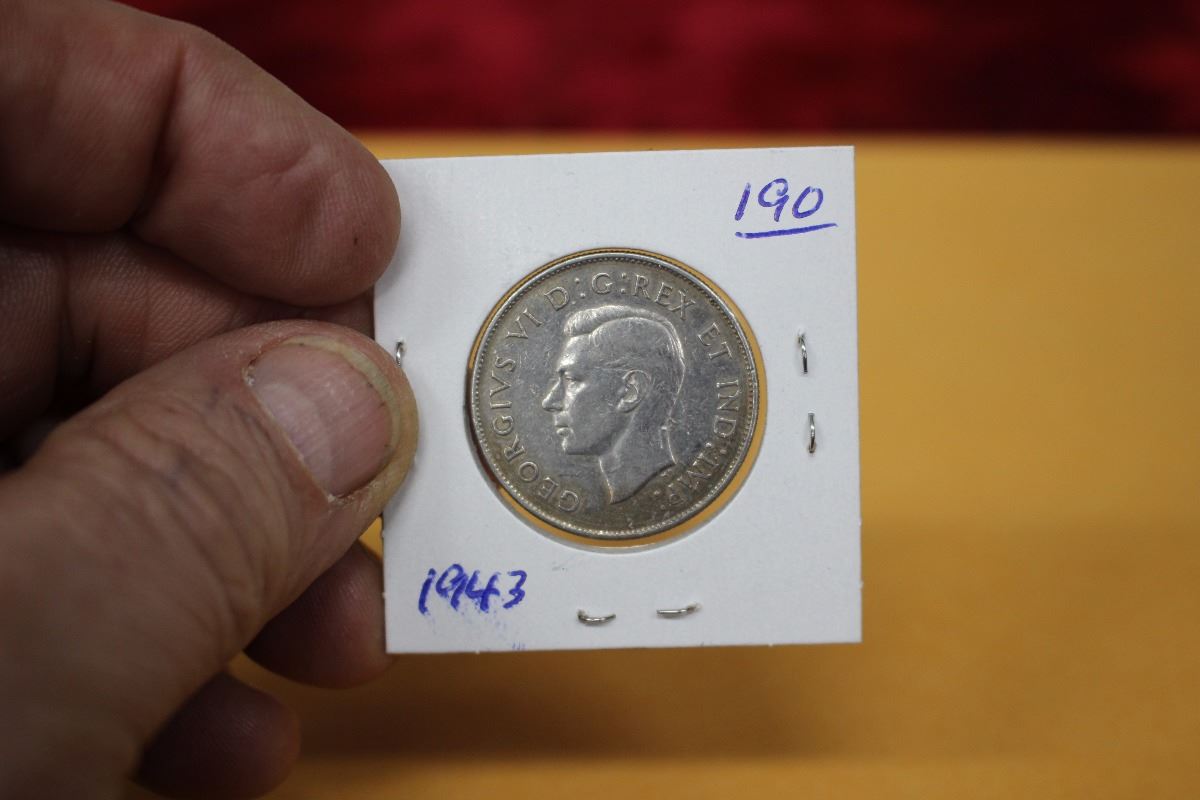 190
GEORGIVS VI D:G:REX ET IND:IMP:
1943